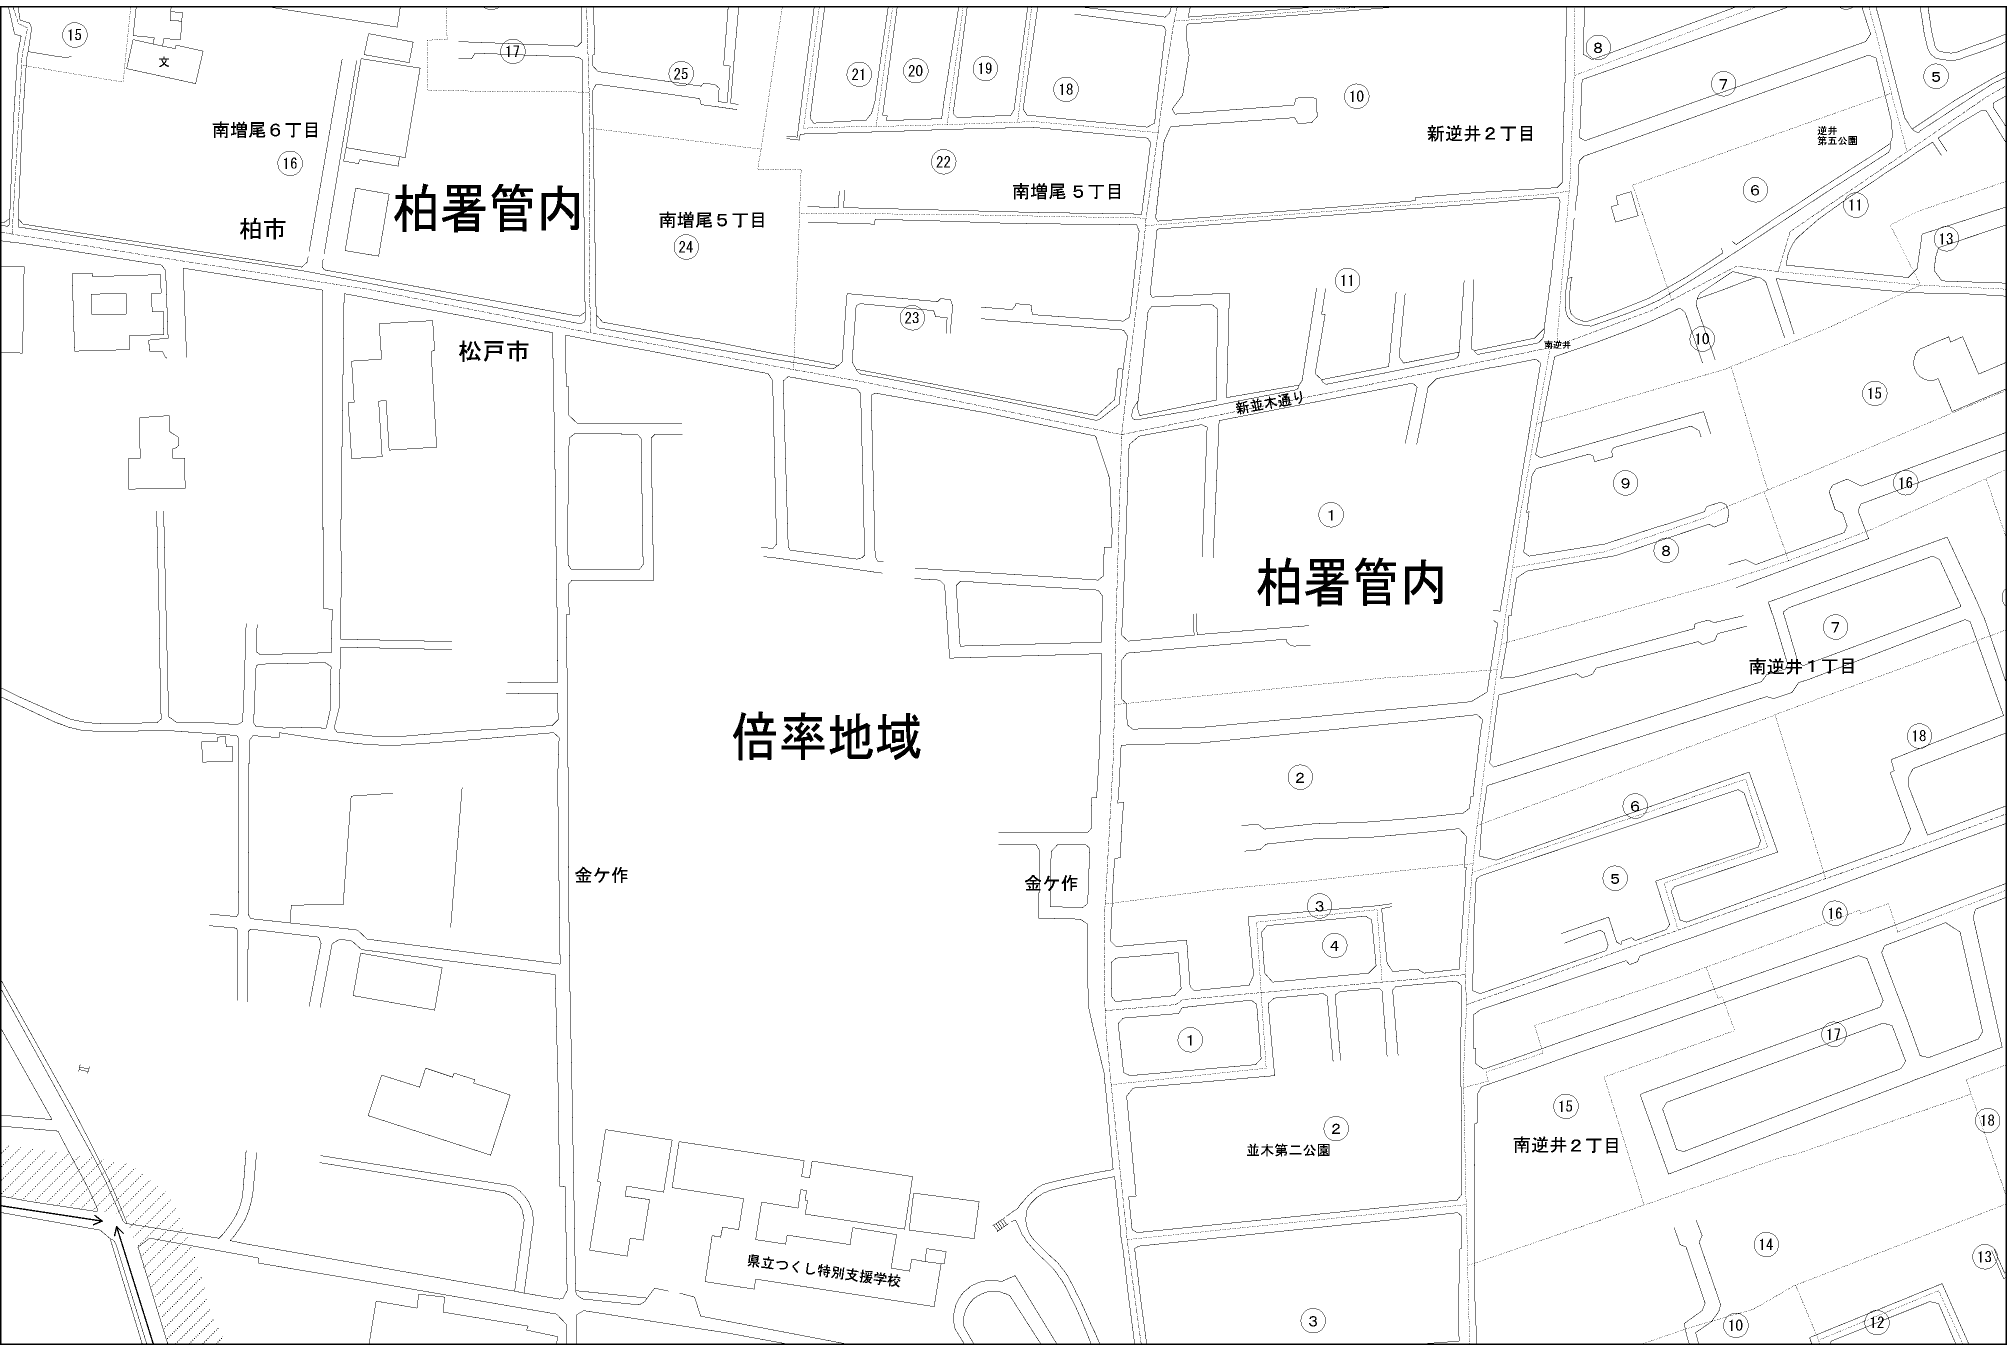 15
文
17
25
21
20
19
18
10
8
7
5
南増尾6丁目
16
新逆井2丁目
逆井
第五公園
22
南増尾5丁目
6
11
柏署管内
柏市
南増尾5丁目
24
13
11
23
松戸市
南逆井
10
新並木通り
15
9
16
1
8
柏署管内
7
南逆井1丁目
倍率地域
18
2
6
金ケ作
金ケ作
5
3
16
4
1
17
15
2
18
並木第二公園
南逆井2丁目
14
13
県立つくし特別支援学校
3
10
12